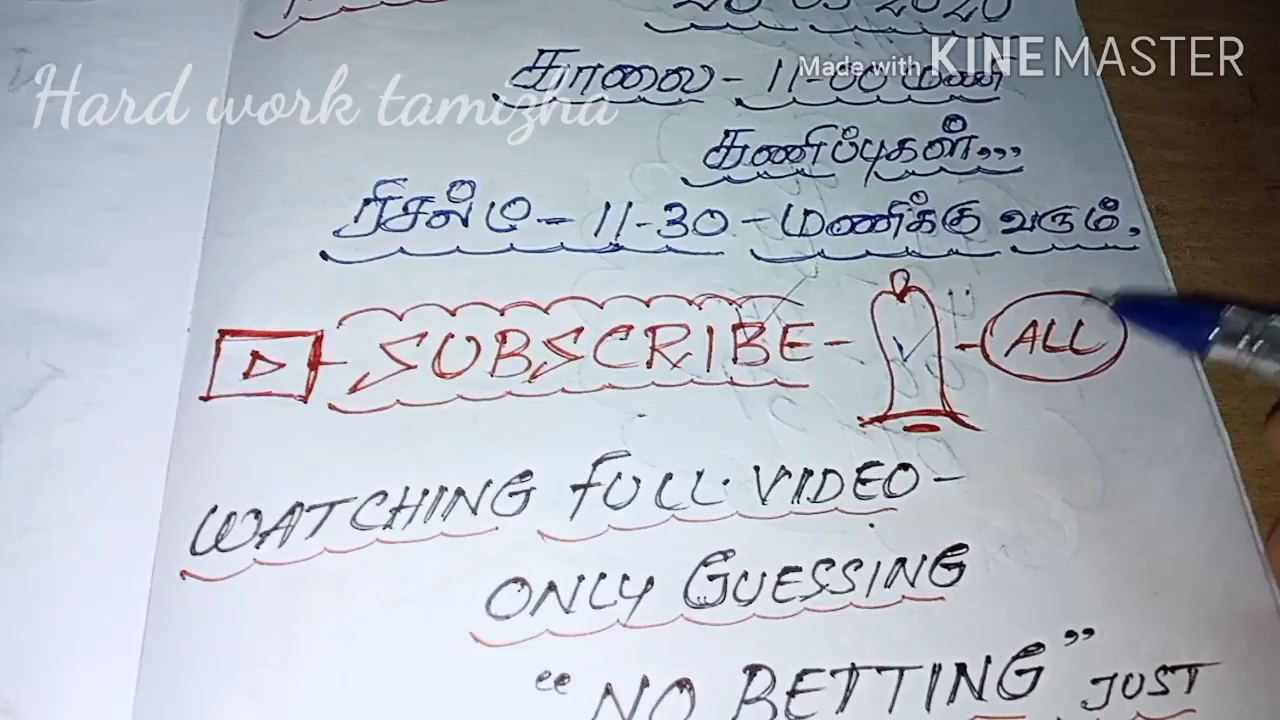 Made with KINEMASTER
Hard work tamizha
காலை - 11-00 மணி
கணிப்புகள்,,,
ரிசல்ட் - 11-30 - மணிக்கு வரும்.
SUBSCRIBE - - ALL
WATCHING FULL VIDEO -
ONLY GUESSING
"NO BETTING" JUST